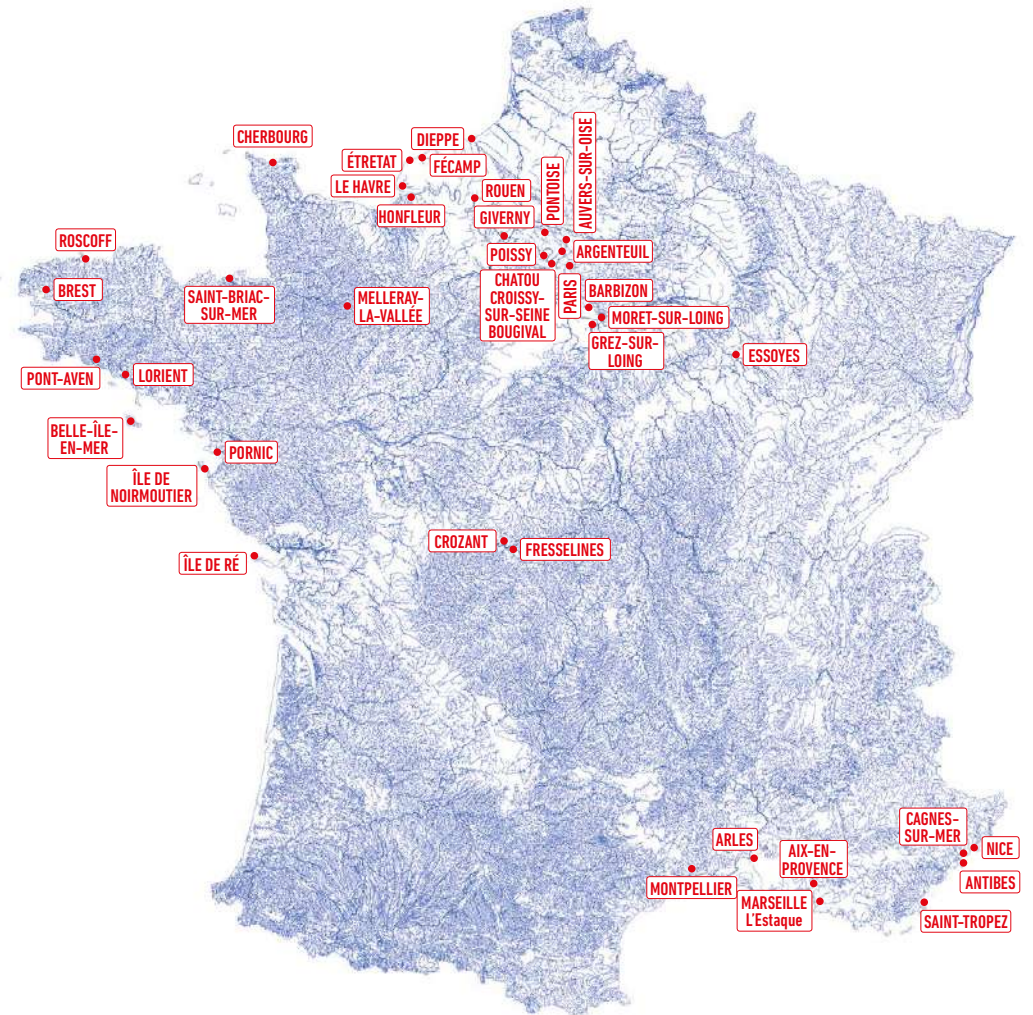 CHERBOURG
DIEPPE
ÉTRETAT
FÉCAMP
LE HAVRE
HONFLEUR
ROUEN
GIVERNY
PONTOISE
AUVERS-SUR-OISE
POISSY
ARGENTEUIL
CHATOU
CROISSY-
SUR-SEINE
BOUGIVAL
PARIS
BARBIZON
MORET-SUR-LOING
GREZ-SUR-
LOING
ESSOYES
ROSCOFF
BREST
SAINT-BRIAC-
SUR-MER
MELLERAY-
LA-VALLÉE
PONT-AVEN
LORIENT
BELLE-ÎLE-
EN-MER
PORNIC
ÎLE DE
NOIRMOUTIER
ÎLE DE RÉ
CROZANT
FRESSELINES
ARLES
AIX-EN-
PROVENCE
MONTPELLIER
MARSEILLE
L'Estaque
CAGNES-
SUR-MER
NICE
ANTIBES
SAINT-TROPEZ